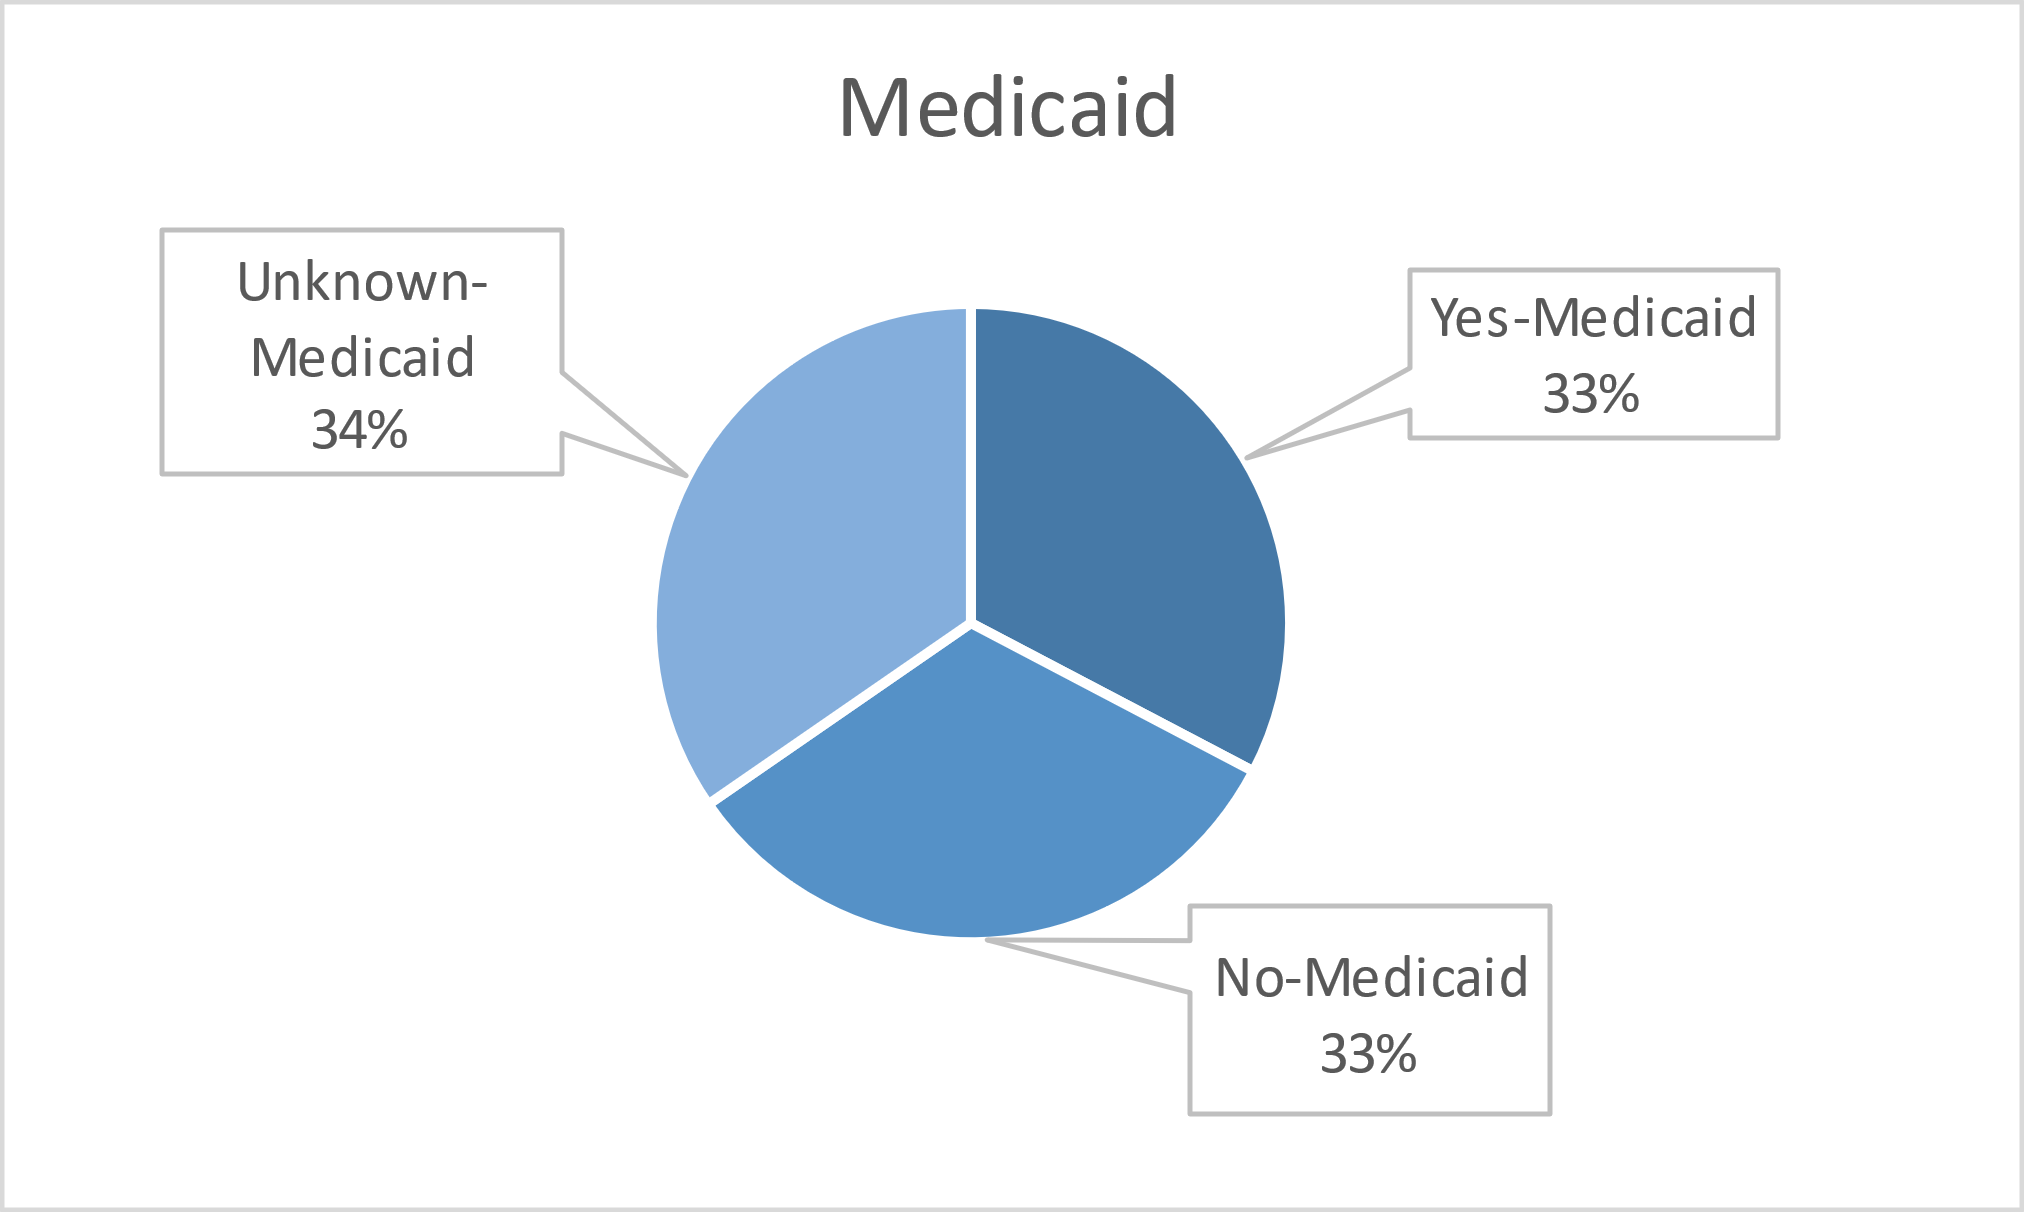 Medicaid
Unknown-
Medicaid
34%
Yes-Medicaid
33%
No-Medicaid
33%